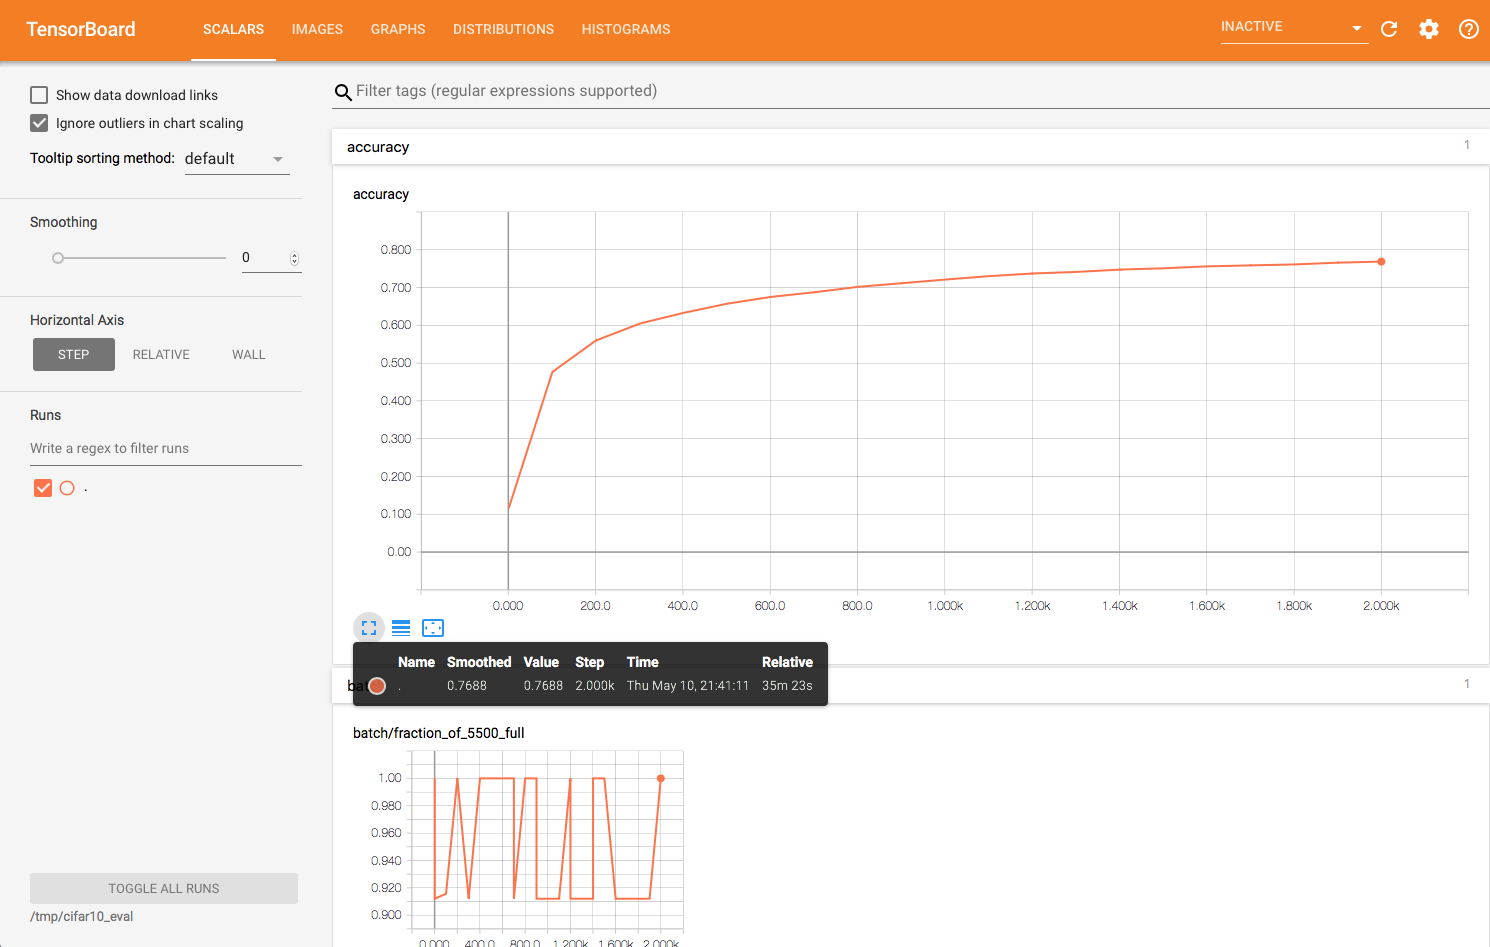 TensorBoard SCALARS IMAGES GRAPHS DISTRIBUTIONS HISTOGRAMS INACTIVE
Show data download links
Ignore outliers in chart scaling
Tooltip sorting method: default
Smoothing
0
Horizontal Axis
STEP RELATIVE WALL
Runs
Write a regex to filter runs
.
TOGGLE ALL RUNS
/tmp/cifar10_eval
Filter tags (regular expressions supported)
accuracy 1
accuracy
0.800
0.700
0.600
0.500
0.400
0.300
0.200
0.100
0.00
0.000 200.0 400.0 600.0 800.0 1.000k 1.200k 1.400k 1.600k 1.800k 2.000k
Name Smoothed Value Step Time Relative
. 0.7688 0.7688 2.000k Thu May 10, 21:41:11 35m 23s
1
batch/fraction_of_5500_full
1.00
0.980
0.960
0.940
0.920
0.900
0.000 400.0 800.0 1.200k 1.600k 2.000k